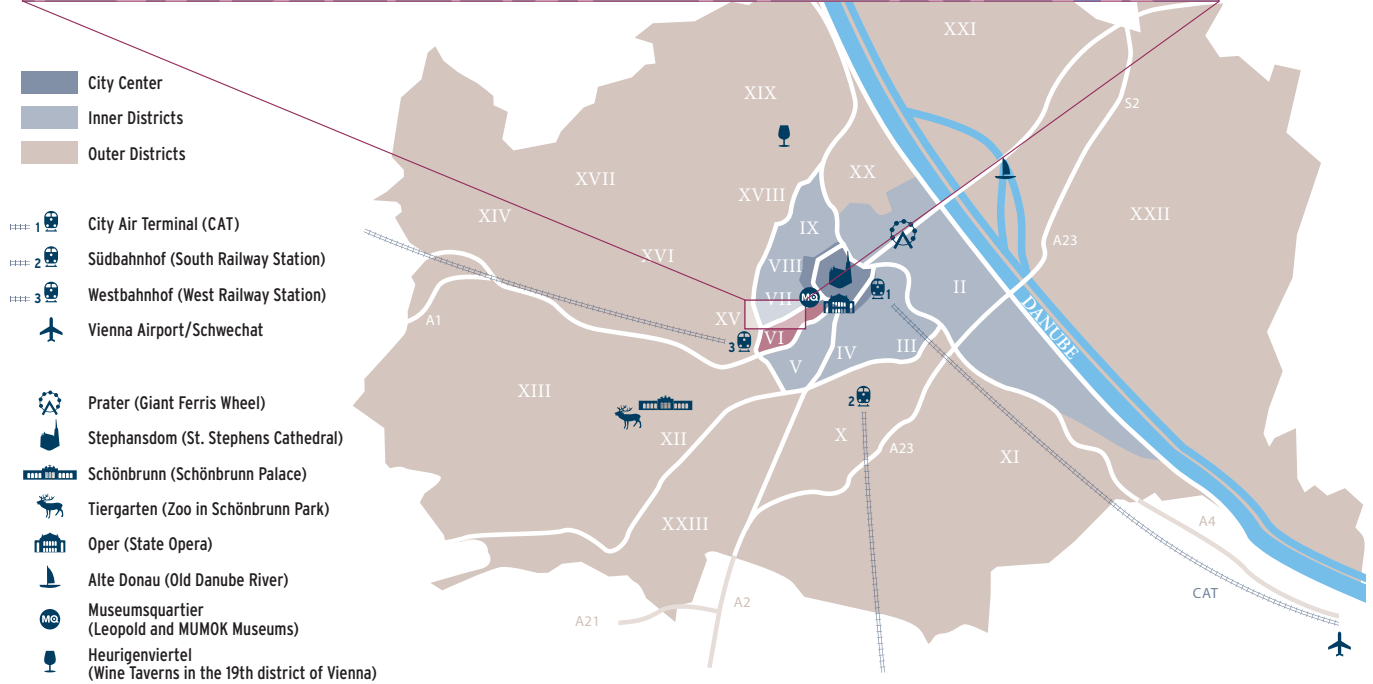 City Center
Inner Districts
Outer Districts
1 City Air Terminal (CAT)
2 Südbahnhof (South Railway Station)
3 Westbahnhof (West Railway Station)
Vienna Airport/Schwechat
Prater (Giant Ferris Wheel)
Stephansdom (St. Stephens Cathedral)
Schönbrunn (Schönbrunn Palace)
Tiergarten (Zoo in Schönbrunn Park)
Oper (State Opera)
Alte Donau (Old Danube River)
MQ Museumsquartier
(Leopold and MUMOK Museums)
Heurigenviertel
(Wine Taverns in the 19th district of Vienna)
XXI
XIX
S2
XX
XVII
XVIII
XIV
XXII
IX
A23
XVI
VIII
II
1
MQ
VII
XV
A1
DANUBE
VI
3
IV
III
V
XIII
2
XII
X
A23
XI
XXIII
A4
CAT
A2
A21